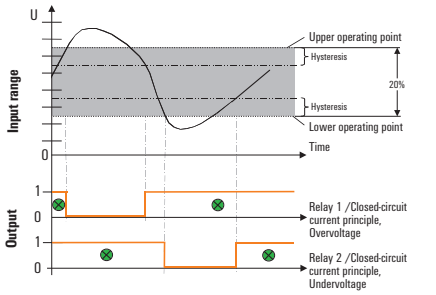 U
Upper operating point
Hysteresis
20%
Input range
Hysteresis
Lower operating point
0
Time
Output
1
0
Relay 1 /Closed-circuit
current principle,
Overvoltage
1
0
Relay 2 /Closed-circuit
current principle,
Undervoltage